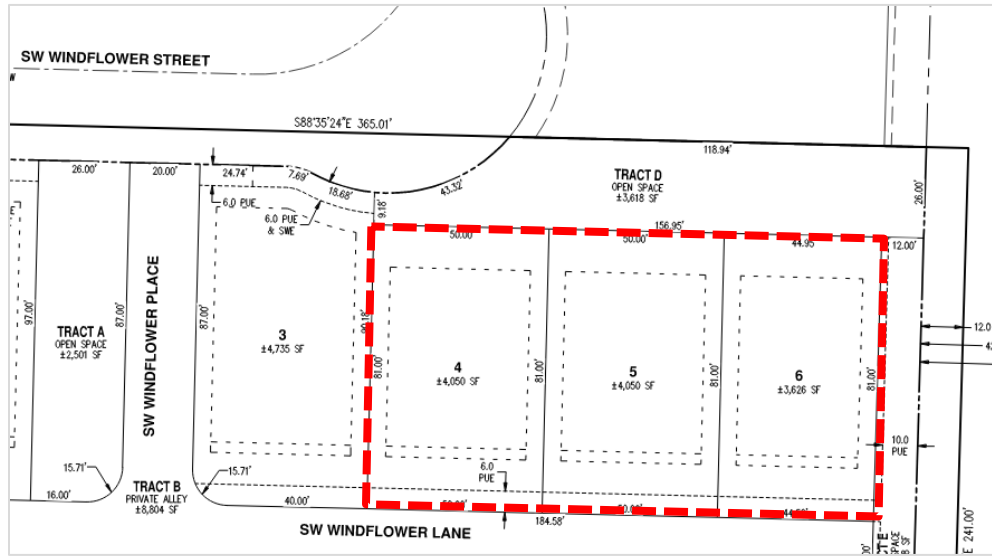 SW WINDFLOWER STREET
S88°35'24"E 365.01'
118.94'
26.00'
20.00'
24.74'
7.69'
18.68'
43.32'
9.18'
TRACT D
OPEN SPACE
±3,618 SF
26.00'
6.0 PUE
6.0 PUE
& SWE
156.95'
50.00'
50.00'
44.95
12.00'
97.00'
TRACT A
OPEN SPACE
±2,501 SF
87.00'
SW WINDFLOWER PLACE
87.00'
3
±4,735 SF
90.18'
81.00'
4
±4,050 SF
81.00'
5
±4,050 SF
81.00'
6
±3,626 SF
81.00'
12.0
10.0
PUE
15.71'
15.71'
6.0
PUE
16.00'
TRACT B
PRIVATE ALLEY
±8,804 SF
40.00'
184.58'
SW WINDFLOWER LANE
E 241.00'